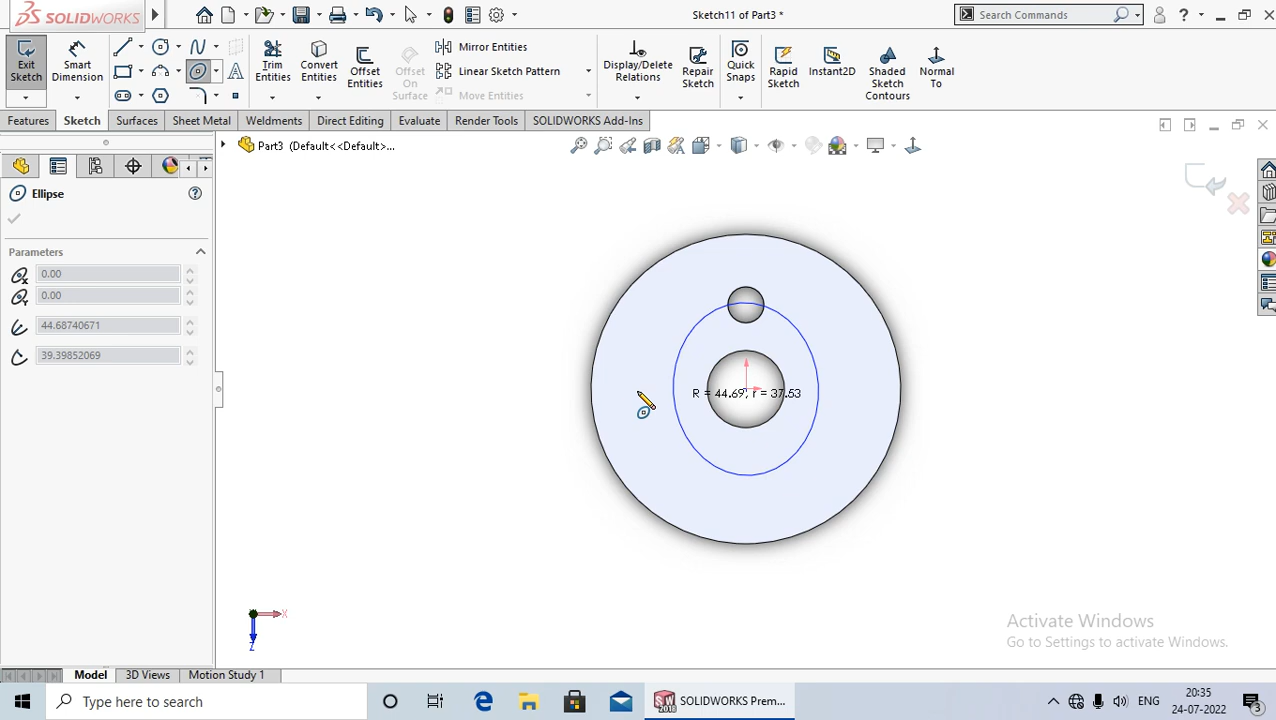 SOLIDWORKS
Sketch11 of Part3 *
Search Commands
Exit Sketch
Smart Dimension
Trim Entities
Convert Entities
Offset Entities
Offset On Surface
Mirror Entities
Linear Sketch Pattern
Move Entities
Display/Delete Relations
Repair Sketch
Quick Snaps
Rapid Sketch
Instant2D
Shaded Sketch Contours
Normal To
Features Sketch Surfaces Sheet Metal Weldments Direct Editing Evaluate Render Tools SOLIDWORKS Add-Ins
Part3 (Default<<Default>...
Ellipse
Parameters
0.00
0.00
44.68740671
39.39852069
R = 44.69, r = 37.53
X
Z
Activate Windows
Go to Settings to activate Windows.
Model 3D Views Motion Study 1
Type here to search
SOLIDWORKS Prem...
2018
ENG
20:35
24-07-2022
3